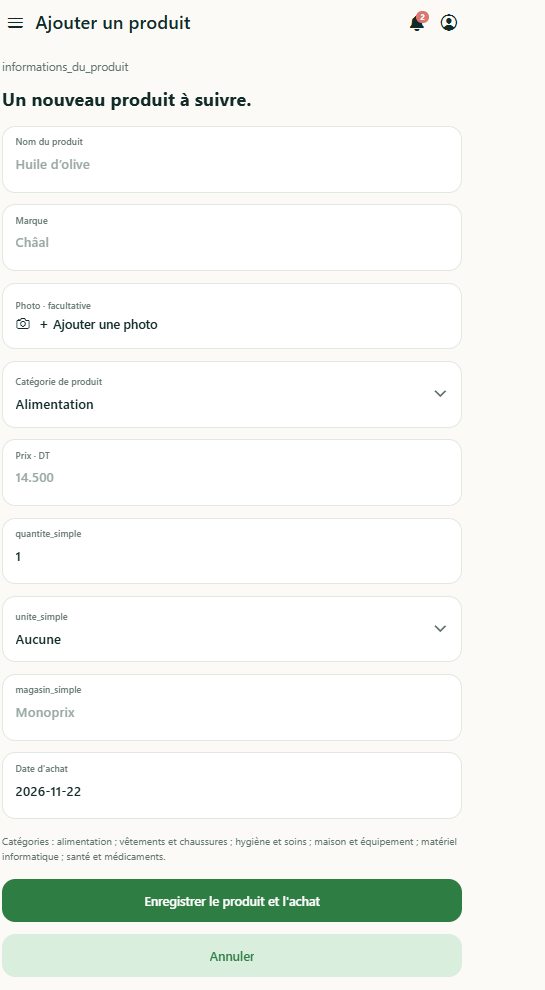 Ajouter un produit
2
informations_du_produit
Un nouveau produit à suivre.
Nom du produit
Huile d'olive
Marque
Châal
Photo · facultative
+ Ajouter une photo
Catégorie de produit
Alimentation
Prix · DT
14.500
quantite_simple
1
unite_simple
Aucune
magasin_simple
Monoprix
Date d'achat
2026-11-22
Catégories : alimentation ; vêtements et chaussures ; hygiène et soins ; maison et équipement ; matériel
informatique ; santé et médicaments.
Enregistrer le produit et l'achat
Annuler